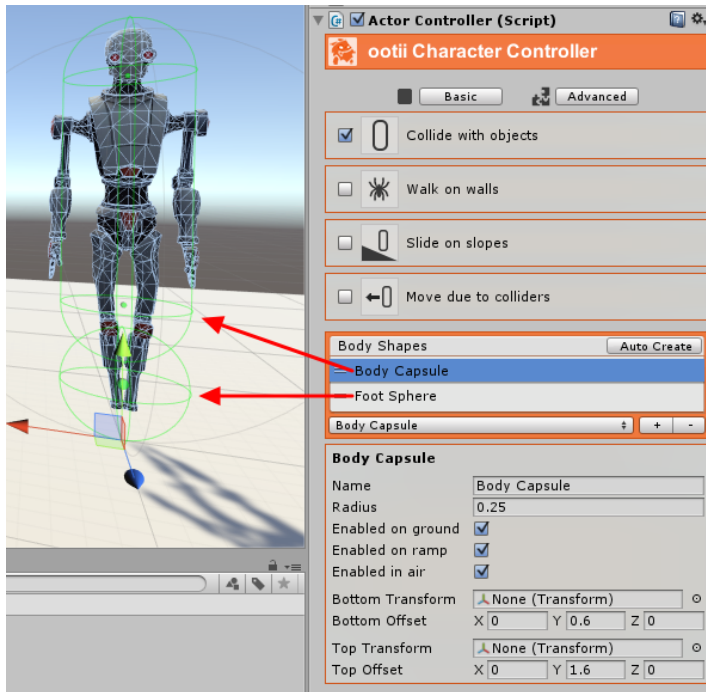 Actor Controller (Script)
ootii Character Controller
Basic Advanced
Collide with objects
Walk on walls
Slide on slopes
Move due to colliders
Body Shapes Auto Create
Body Capsule
Foot Sphere
Body Capsule + -
Body Capsule
Name Body Capsule
Radius 0.25
Enabled on ground
Enabled on ramp
Enabled in air
Bottom Transform None (Transform)
Bottom Offset X 0 Y 0.6 Z 0
Top Transform None (Transform)
Top Offset X 0 Y 1.6 Z 0